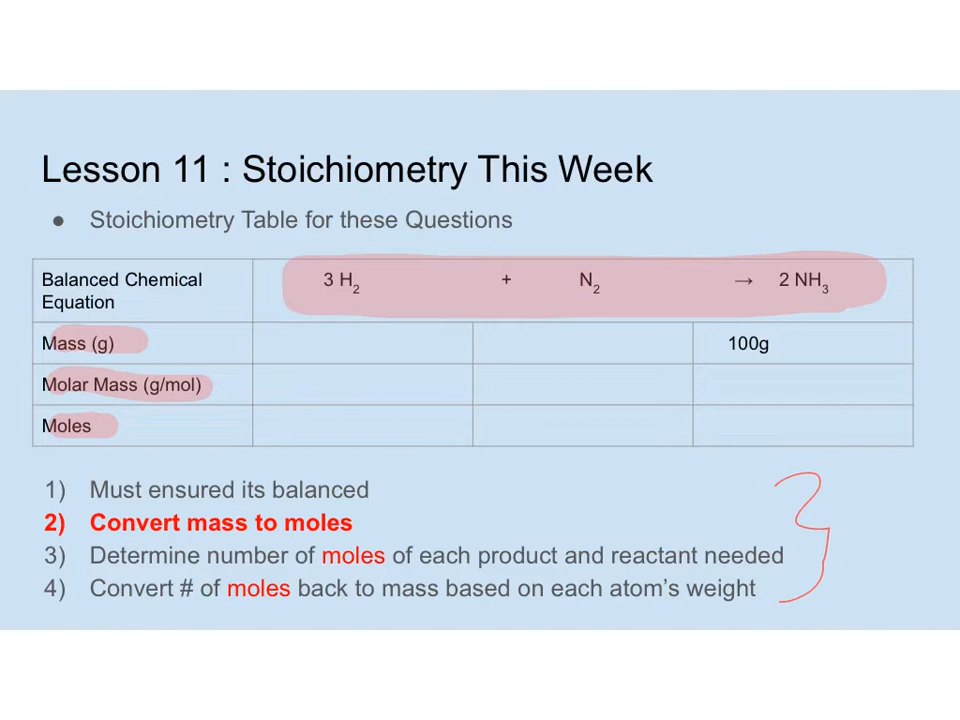 Lesson 11 : Stoichiometry This Week
● Stoichiometry Table for these Questions
Balanced Chemical Equation 3 H2 + N2 → 2 NH3
Mass (g) 100g
Molar Mass (g/mol)
Moles
1) Must ensured its balanced
2) Convert mass to moles
3) Determine number of moles of each product and reactant needed
4) Convert # of moles back to mass based on each atom's weight